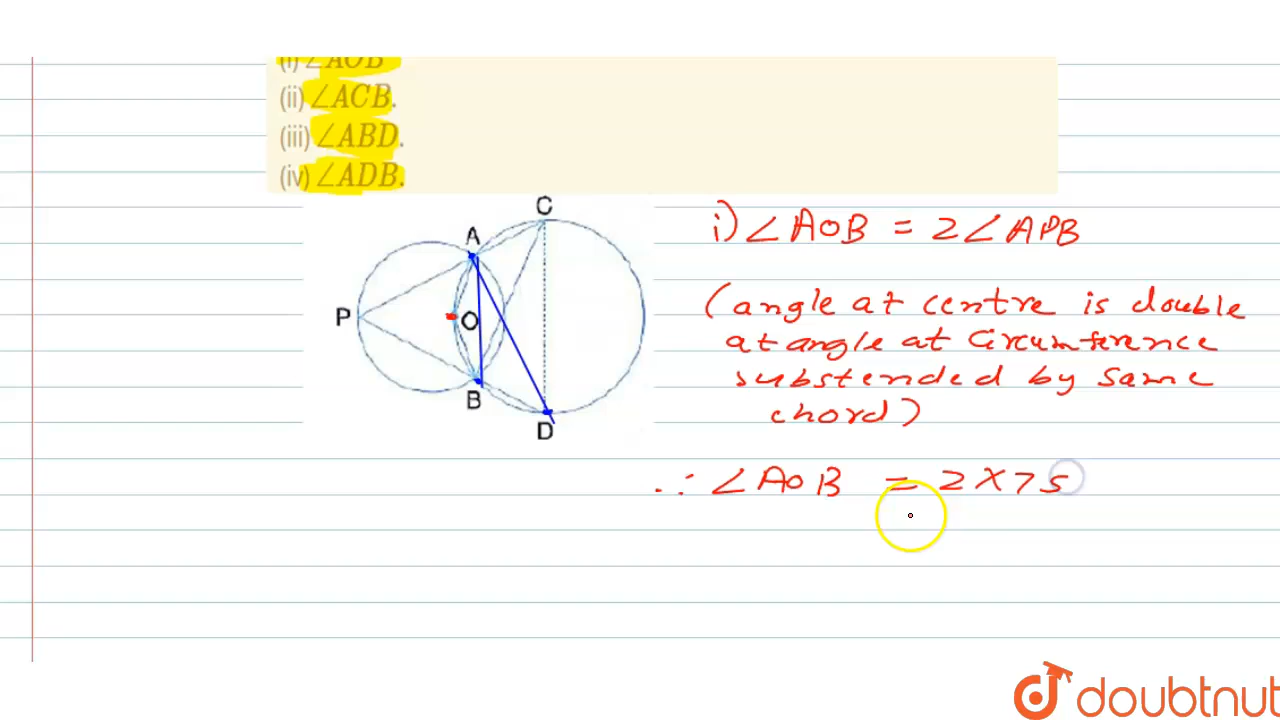 (i) ∠AOB
(ii) ∠ACB.
(iii) ∠ABD.
(iv) ∠ADB.
C
A
P
O
B
D
i) ∠AOB = 2∠APB
(angle at centre is double
at angle at circumference
substended by same
chord)
∴ ∠AOB = 2×75
doubtnut